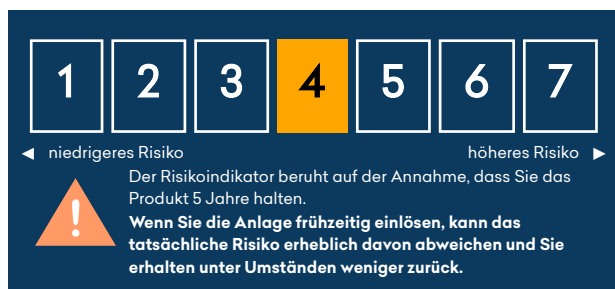 1 2 3 4 5 6 7
◄ niedrigeres Risiko höheres Risiko ►
Der Risikoindikator beruht auf der Annahme, dass Sie das
Produkt 5 Jahre halten.
!
Wenn Sie die Anlage frühzeitig einlösen, kann das
tatsächliche Risiko erheblich davon abweichen und Sie
erhalten unter Umständen weniger zurück.